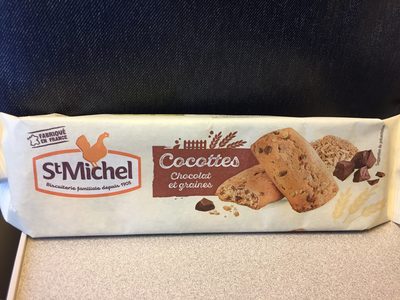 FABRIQUÉ
EN FRANCE
St Michel
Biscuiterie familiale depuis 1905
Cocottes
Chocolat
et graines